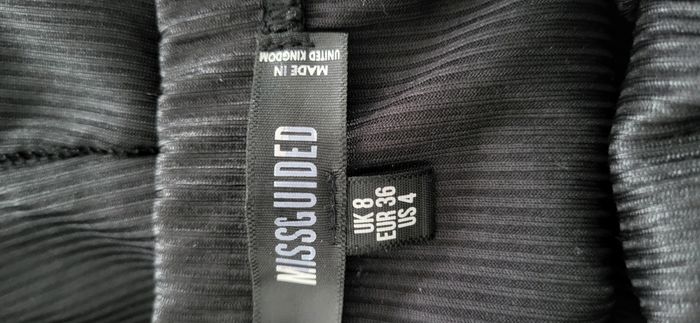 MISSGUIDED
MADE IN
UNITED KINGDOM
UK 8
EUR 36
US 4